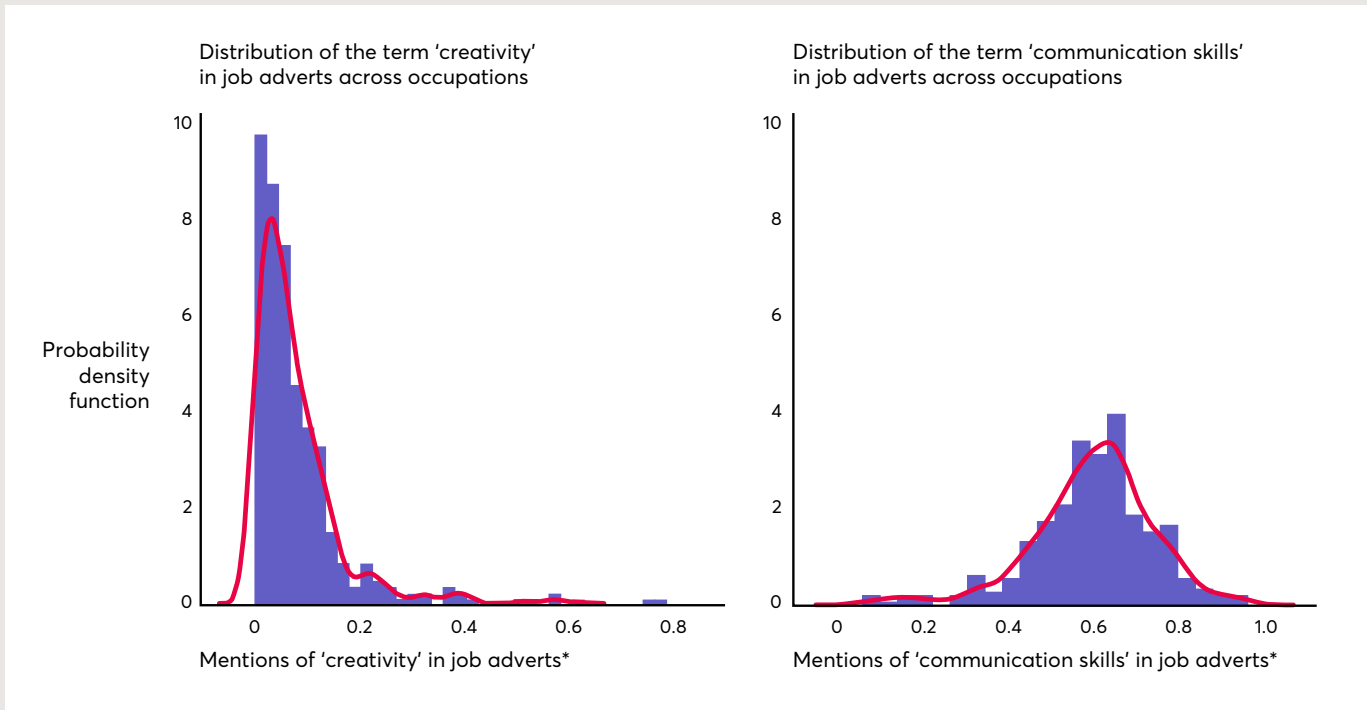 Distribution of the term ‘creativity’
in job adverts across occupations
10
8
6
4
2
0
Probability
density
function
0 0.2 0.4 0.6 0.8
Mentions of ‘creativity’ in job adverts*
Distribution of the term ‘communication skills’
in job adverts across occupations
10
8
6
4
2
0
0 0.2 0.4 0.6 0.8 1.0
Mentions of ‘communication skills’ in job adverts*